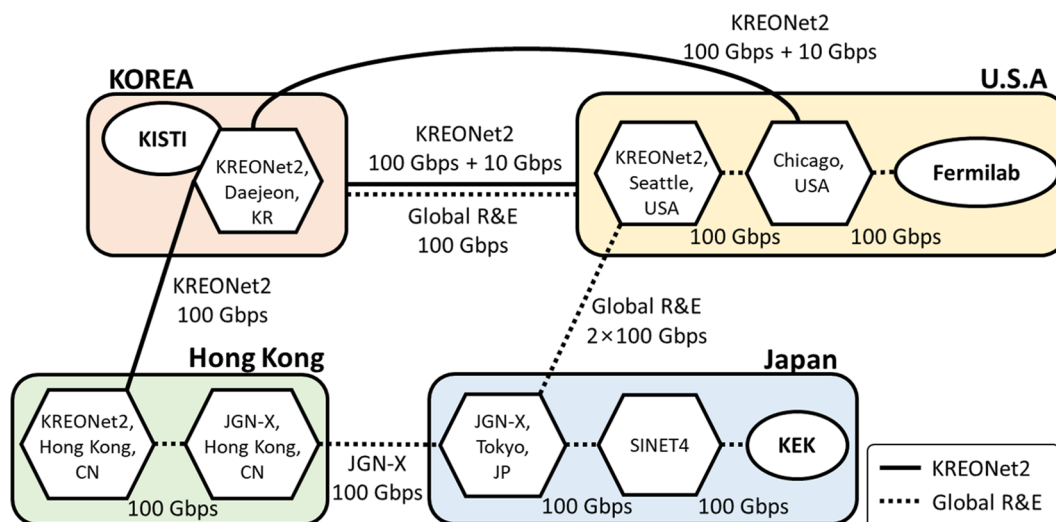 KREONet2
100 Gbps + 10 Gbps
KOREA
U.S.A
KISTI
KREONet2,
Daejeon,
KR
KREONet2
100 Gbps + 10 Gbps
Global R&E
100 Gbps
KREONet2,
Seattle,
USA
Chicago,
USA
Fermilab
100 Gbps
100 Gbps
KREONet2
100 Gbps
Global R&E
2×100 Gbps
Hong Kong
Japan
KREONet2,
Hong Kong,
CN
JGN-X,
Hong Kong,
CN
100 Gbps
JGN-X
100 Gbps
JGN-X,
Tokyo,
JP
SINET4
KEK
100 Gbps
100 Gbps
KREONet2
Global R&E